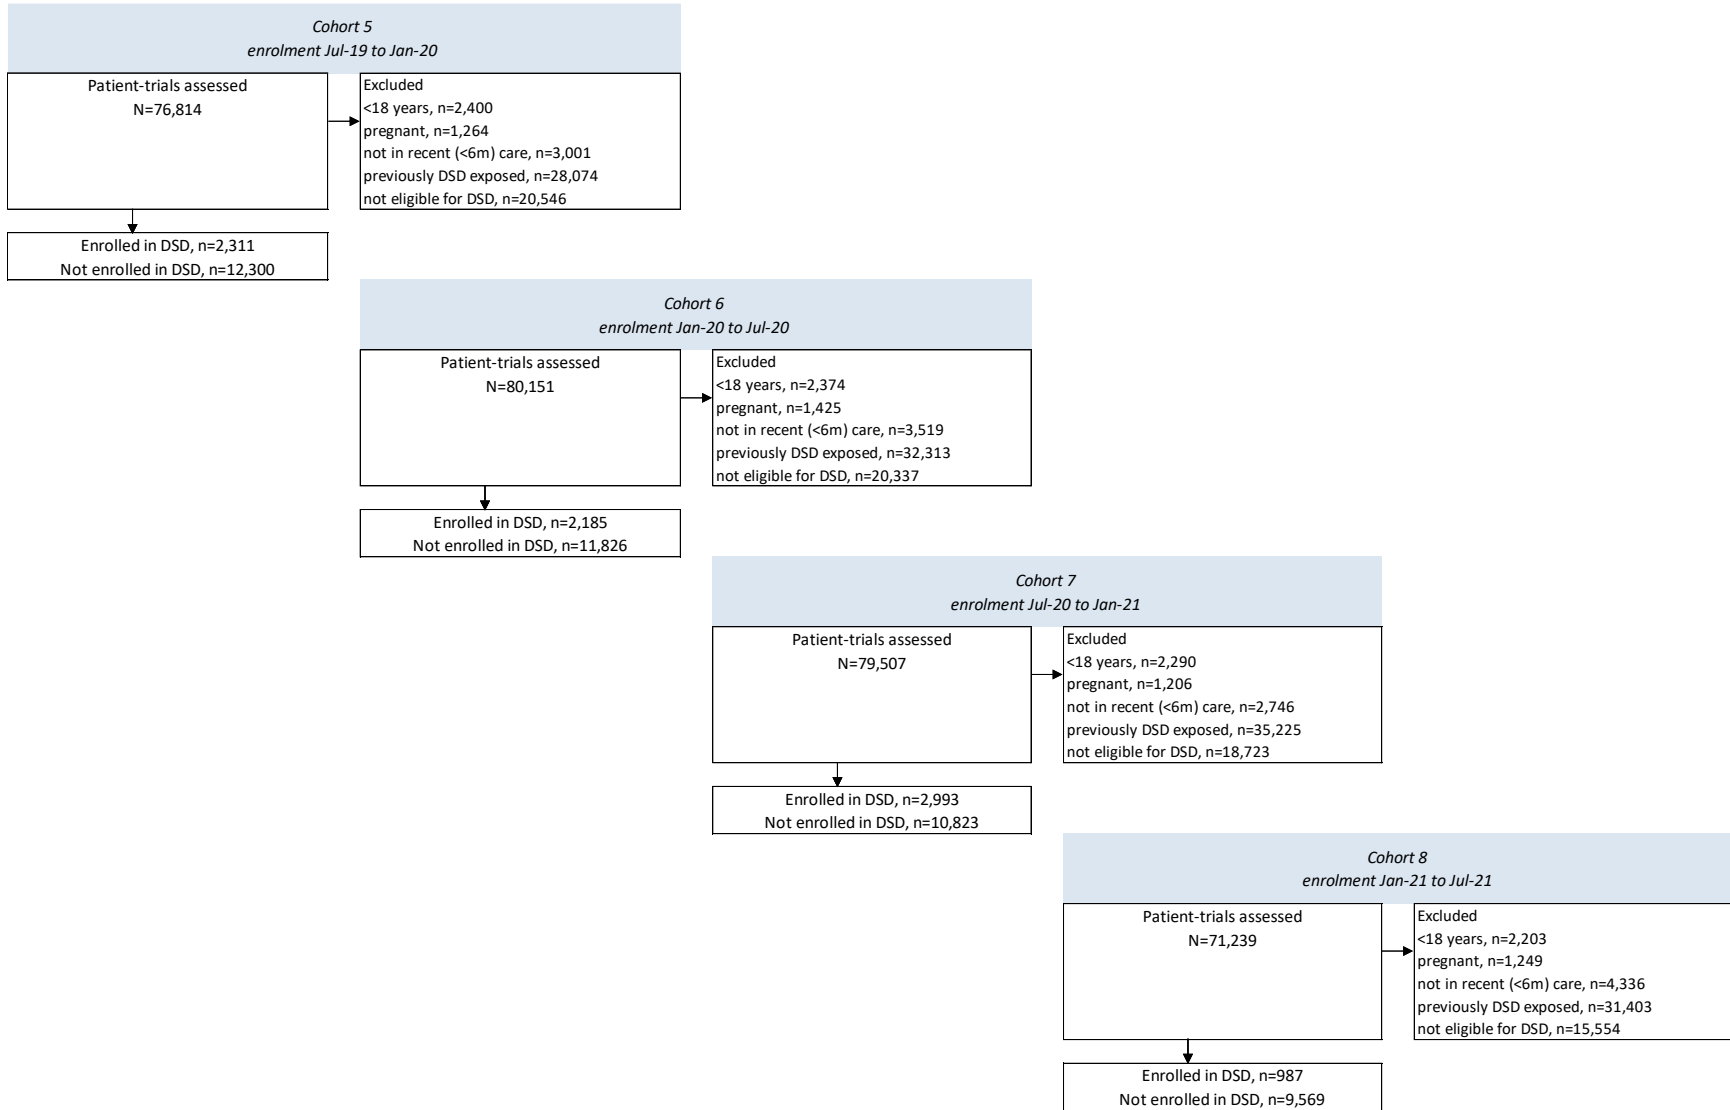 Cohort 5
enrolment Jul-19 to Jan-20
Patient-trials assessed
N=76,814
Excluded
<18 years, n=2,400
pregnant, n=1,264
not in recent (<6m) care, n=3,001
previously DSD exposed, n=28,074
not eligible for DSD, n=20,546
Enrolled in DSD, n=2,311
Not enrolled in DSD, n=12,300
Cohort 6
enrolment Jan-20 to Jul-20
Patient-trials assessed
N=80,151
Excluded
<18 years, n=2,374
pregnant, n=1,425
not in recent (<6m) care, n=3,519
previously DSD exposed, n=32,313
not eligible for DSD, n=20,337
Enrolled in DSD, n=2,185
Not enrolled in DSD, n=11,826
Cohort 7
enrolment Jul-20 to Jan-21
Patient-trials assessed
N=79,507
Excluded
<18 years, n=2,290
pregnant, n=1,206
not in recent (<6m) care, n=2,746
previously DSD exposed, n=35,225
not eligible for DSD, n=18,723
Enrolled in DSD, n=2,993
Not enrolled in DSD, n=10,823
Cohort 8
enrolment Jan-21 to Jul-21
Patient-trials assessed
N=71,239
Excluded
<18 years, n=2,203
pregnant, n=1,249
not in recent (<6m) care, n=4,336
previously DSD exposed, n=31,403
not eligible for DSD, n=15,554
Enrolled in DSD, n=987
Not enrolled in DSD, n=9,569